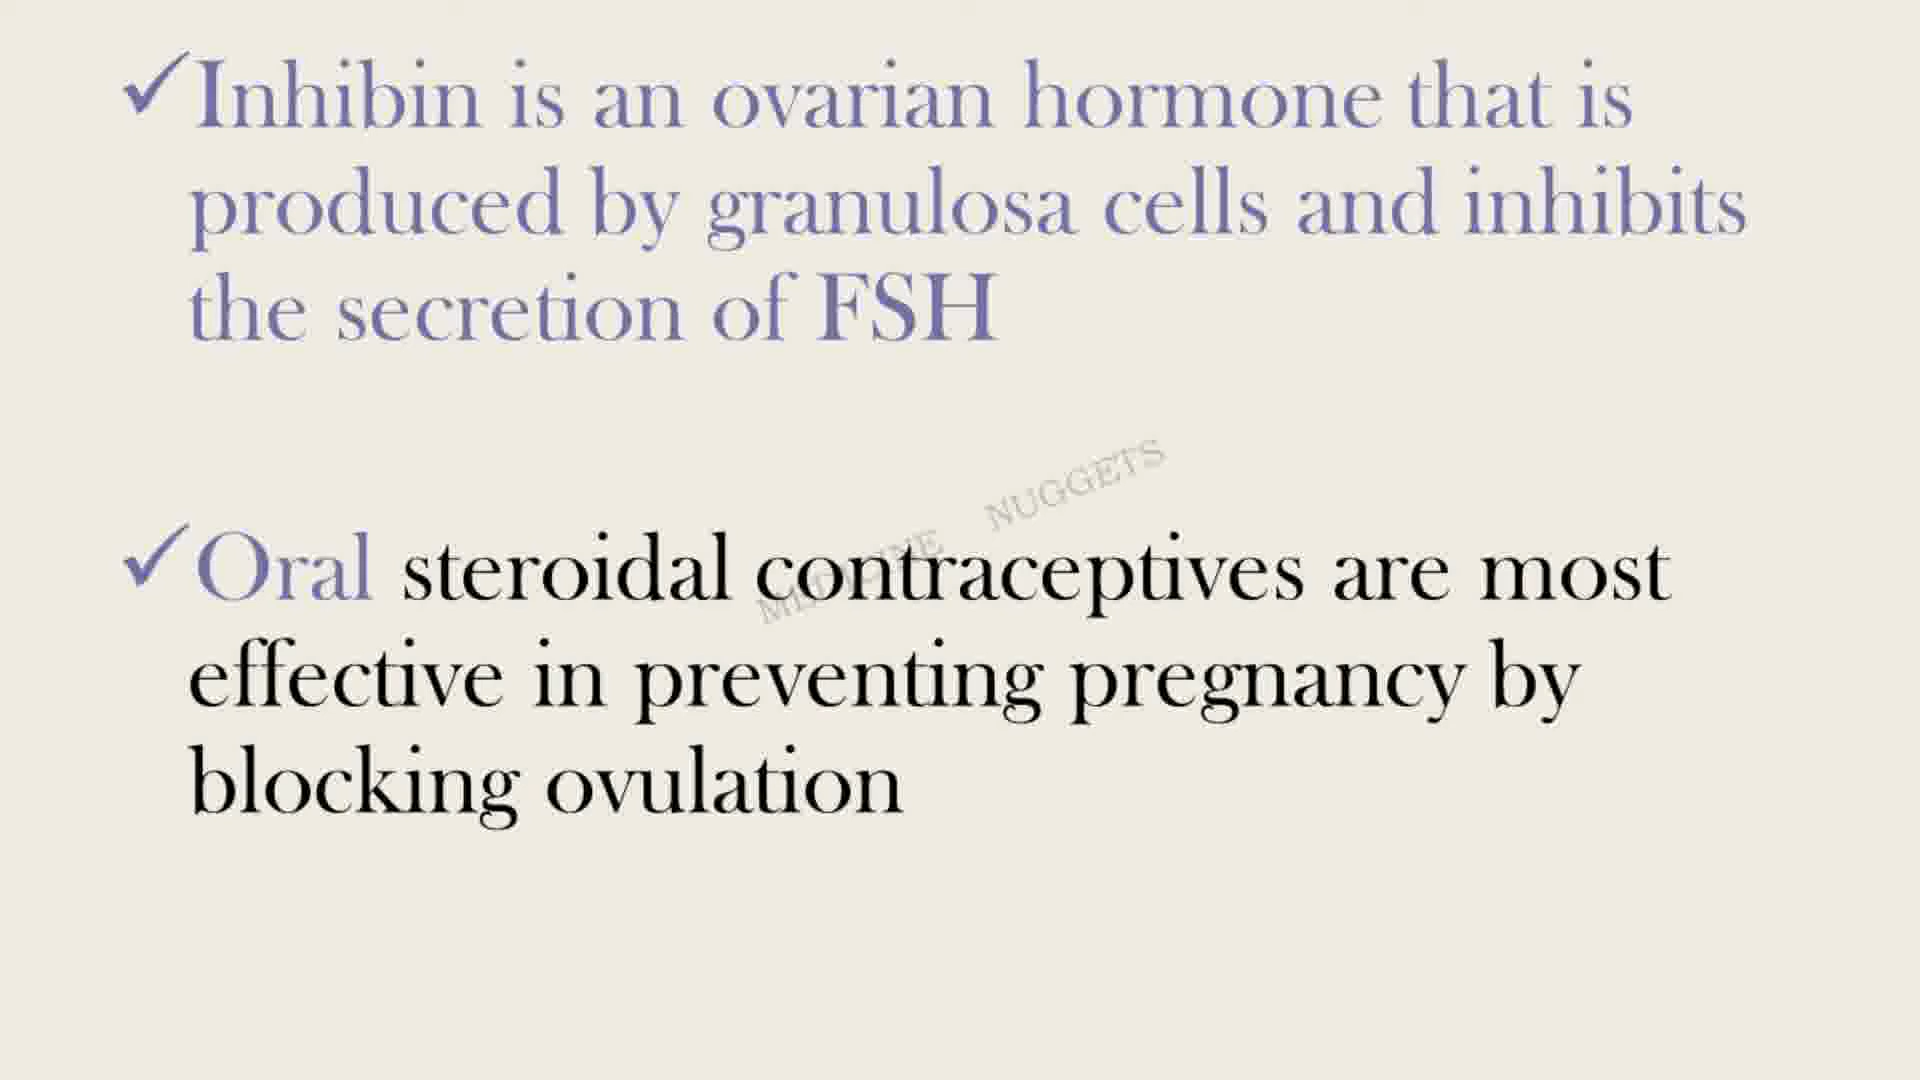 ✓Inhibin is an ovarian hormone that is
produced by granulosa cells and inhibits
the secretion of FSH
MEDICINE NUGGETS
✓Oral steroidal contraceptives are most
effective in preventing pregnancy by
blocking ovulation